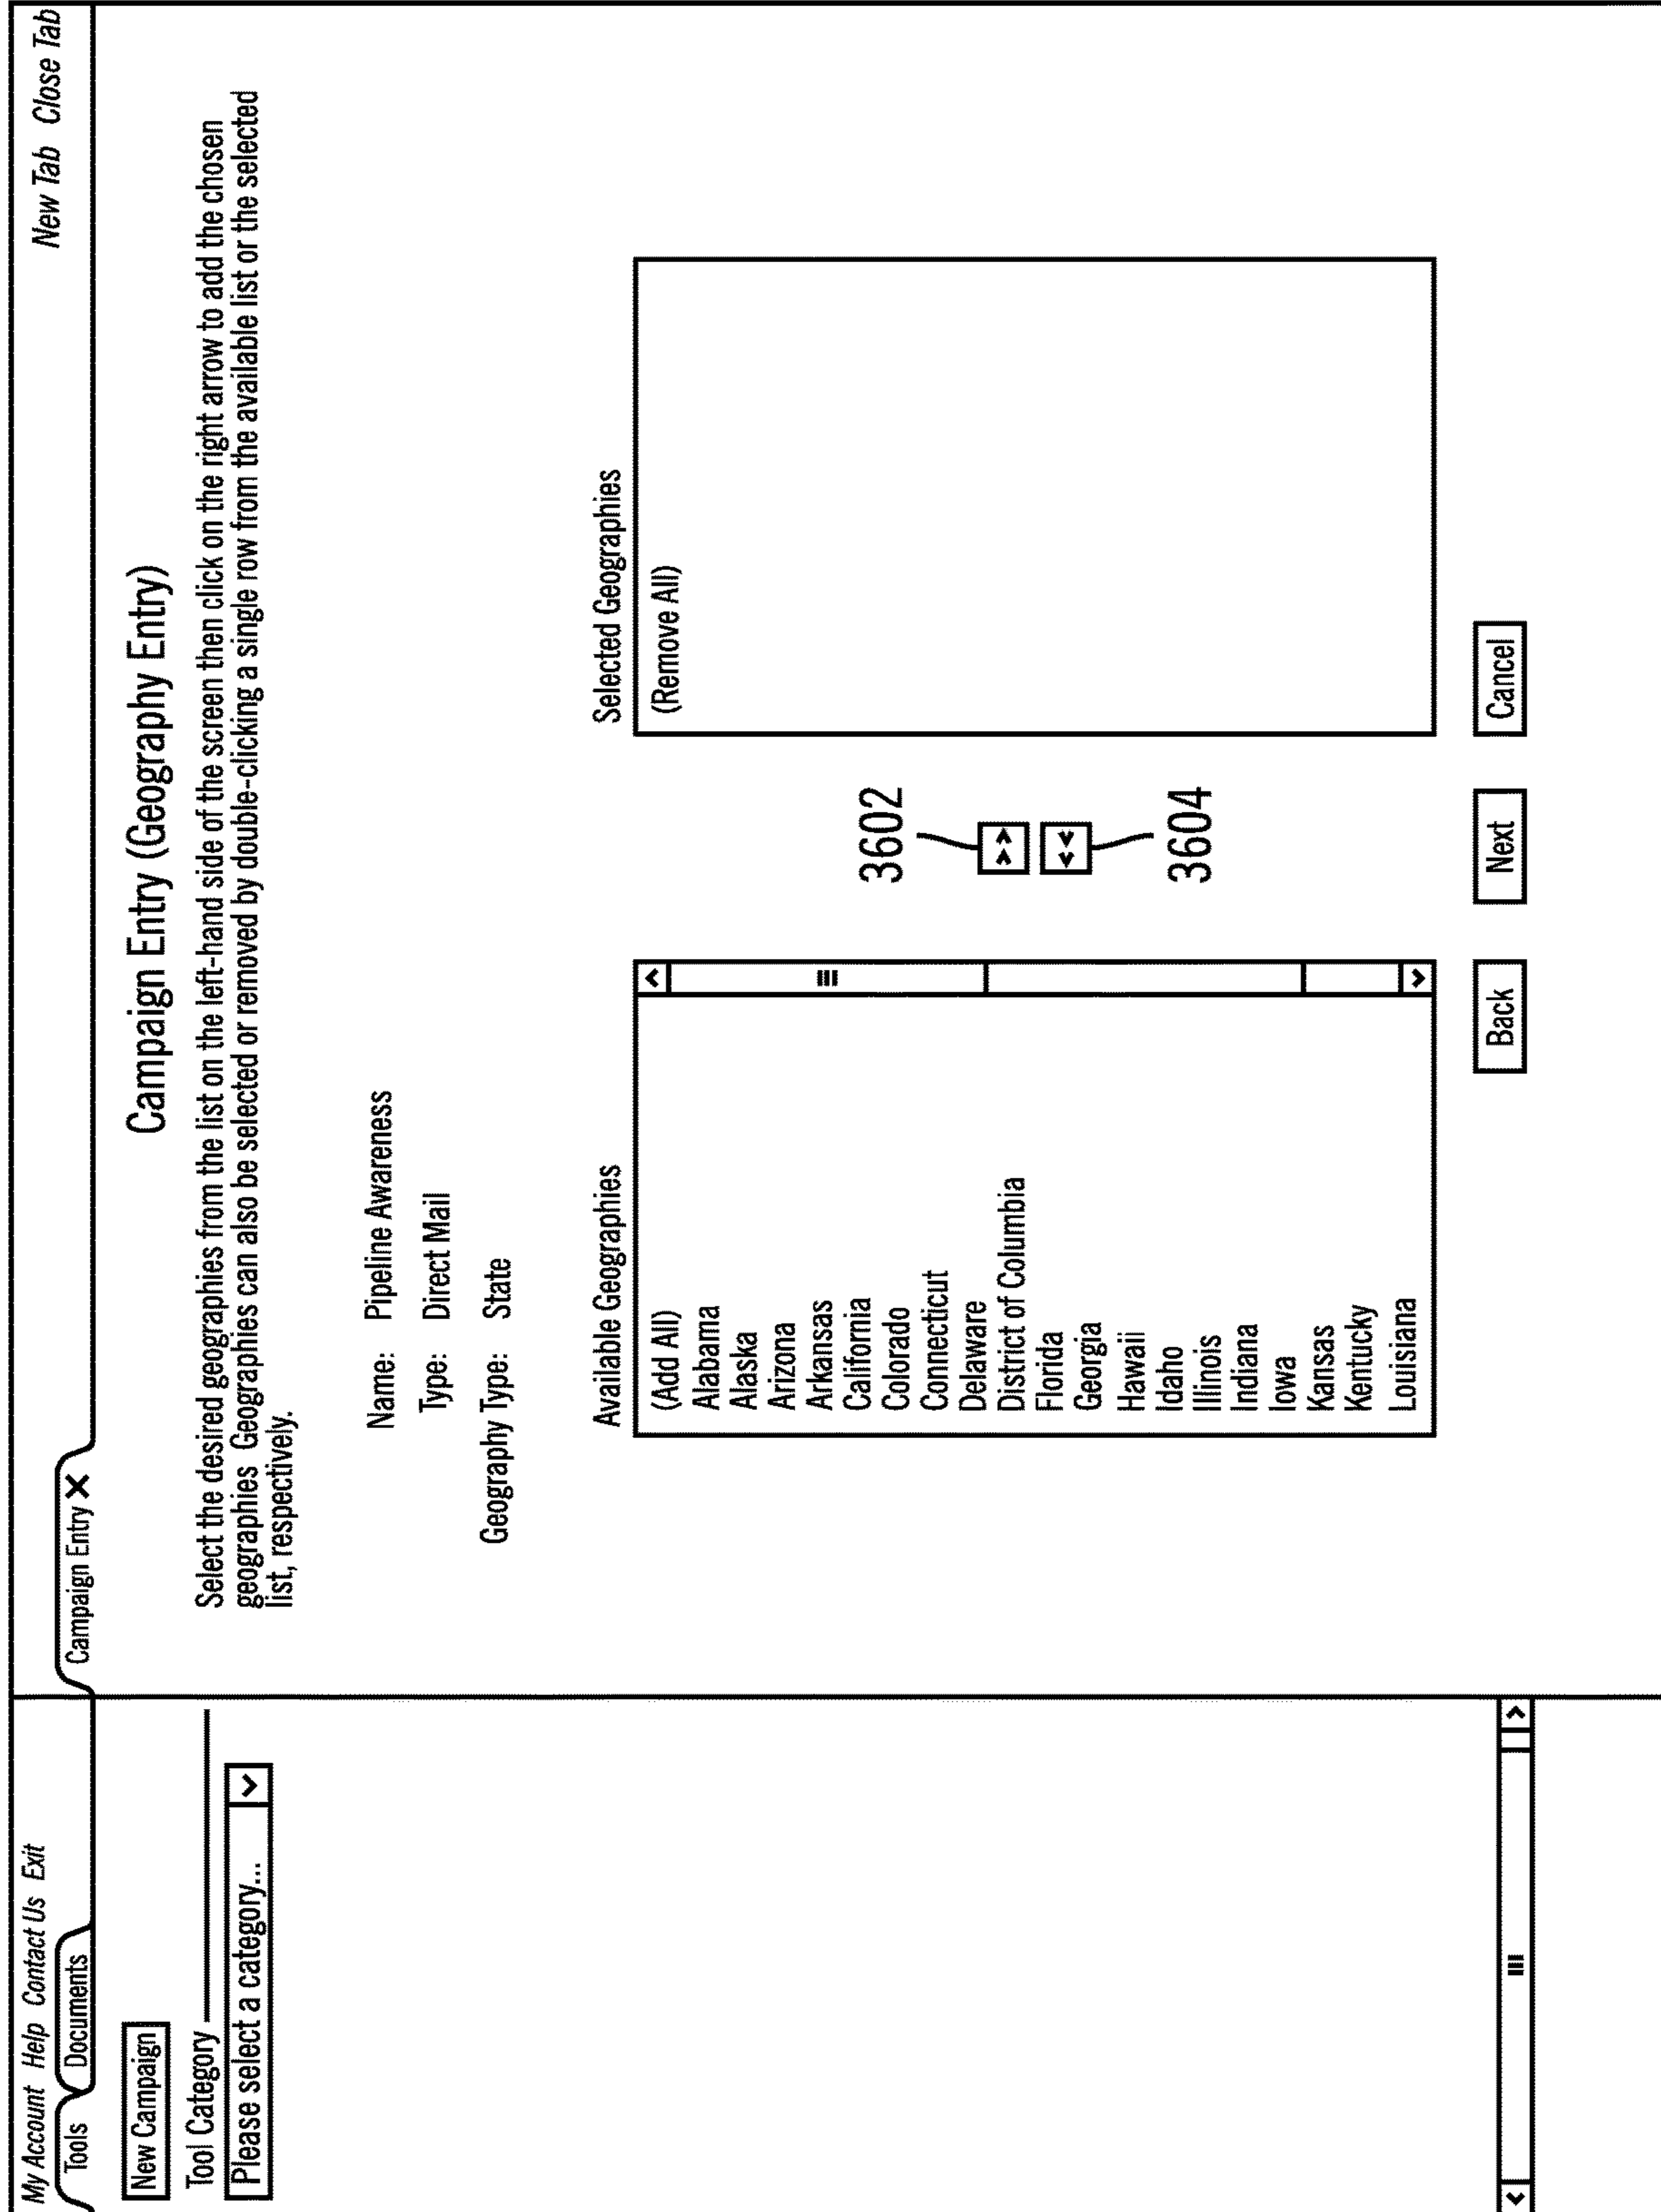 My Account Help Contact Us Exit
New Tab Close Tab
Tools Documents
Campaign Entry X
New Campaign
Tool Category
Please select a category...
Campaign Entry (Geography Entry)
Select the desired geographies from the list on the left-hand side of the screen then click on the right arrow to add the chosen
geographies Geographies can also be selected or removed by double-clicking a single row from the available list or the selected
list, respectively.
Name: Pipeline Awareness
Type: Direct Mail
Geography Type: State
Available Geographies
(Add All)
Alabama
Alaska
Arizona
Arkansas
California
Colorado
Connecticut
Delaware
District of Columbia
Florida
Georgia
Hawaii
Idaho
Illinois
Indiana
Iowa
Kansas
Kentucky
Louisiana
3602
>>
<<
3604
Selected Geographies
(Remove All)
Back
Next
Cancel